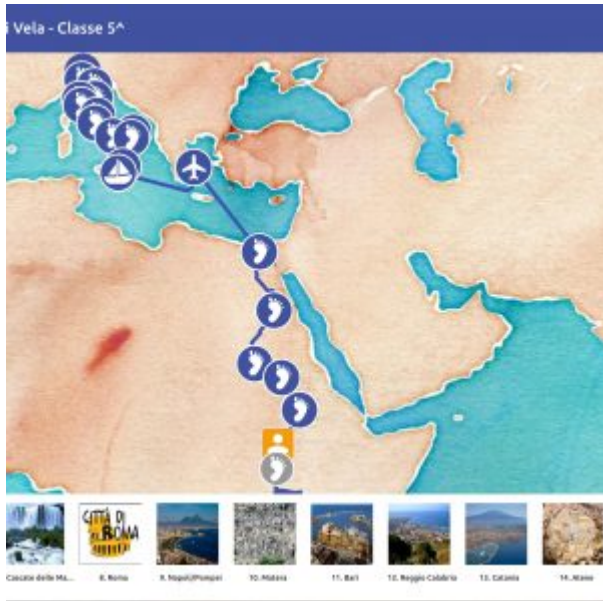 i Vela - Classe 5^
CITTÀ DI
ROMA
Cascate delle Ma...
8. Roma
9. Napoli/Pompei
10. Matera
11. Bari
12. Reggio Calabria
13. Catania
14. Atene